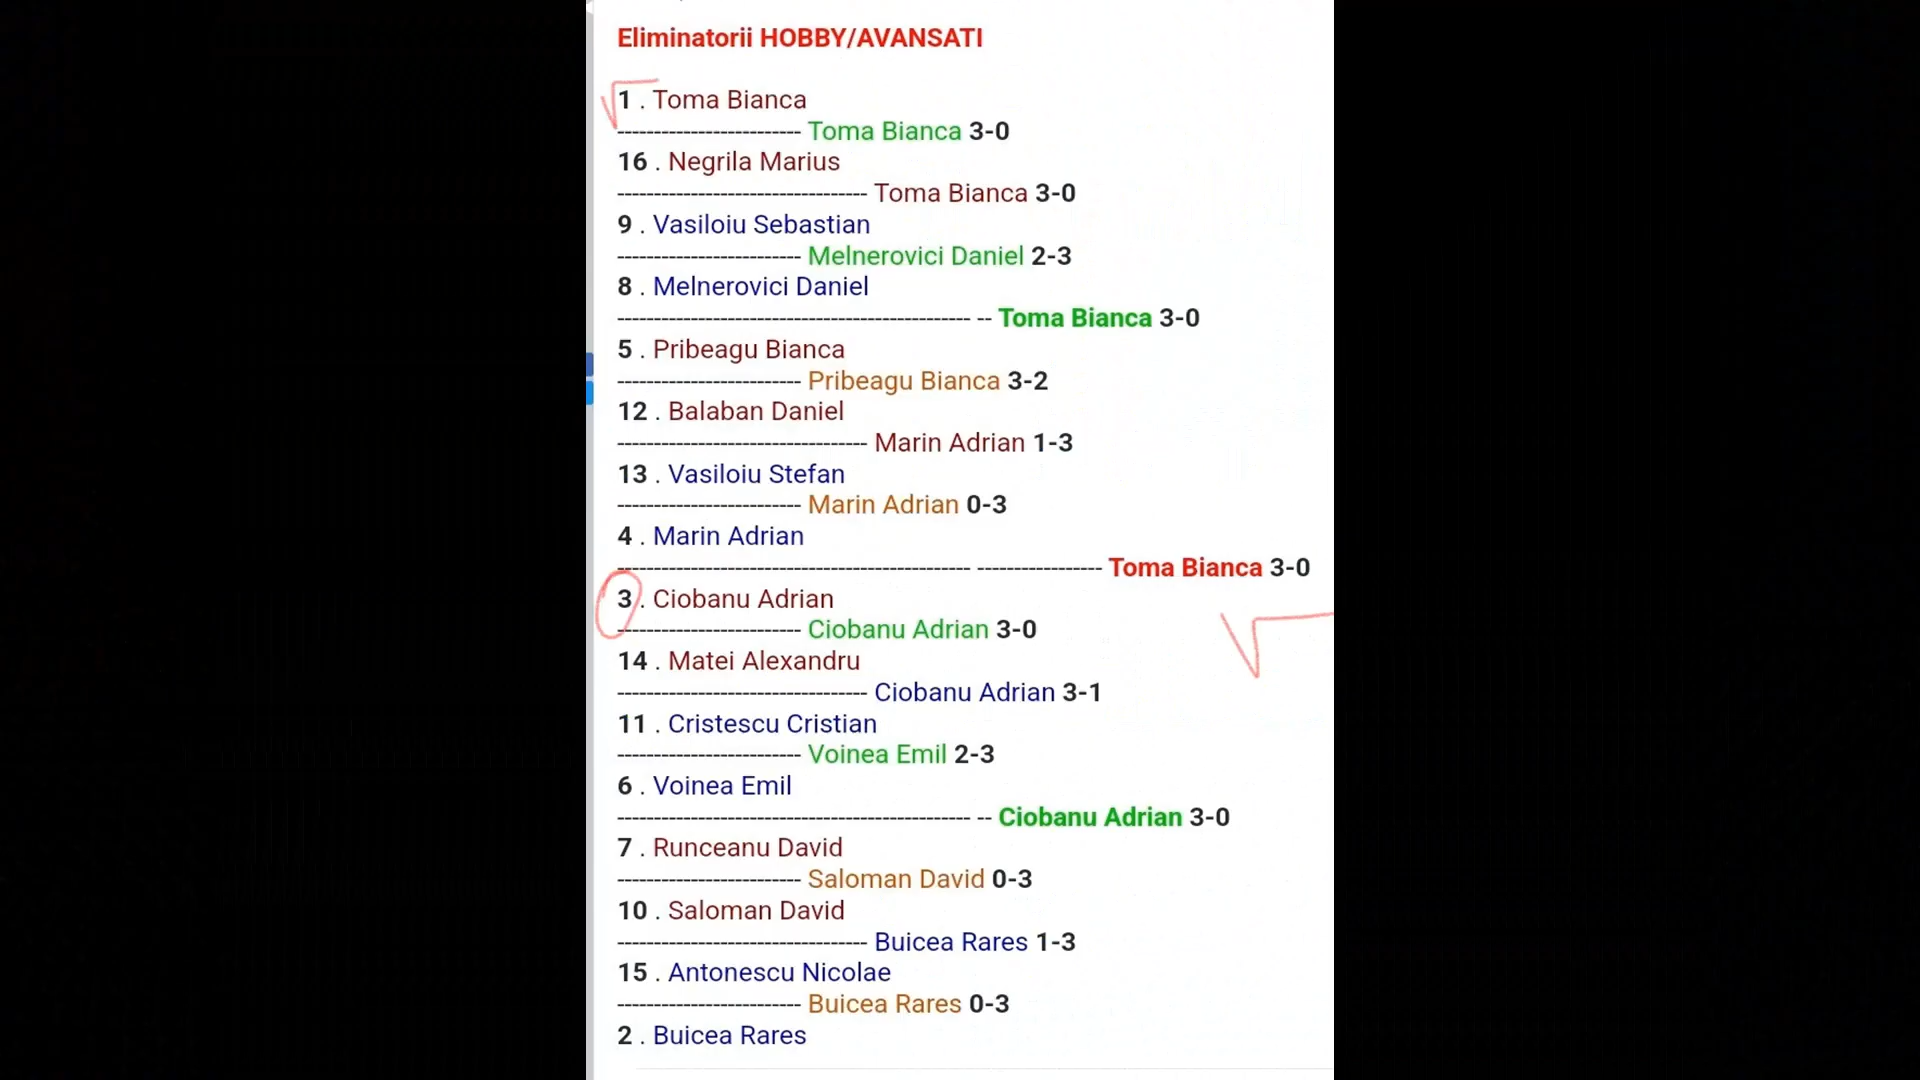 Eliminatorii HOBBY/AVANSATI
1 . Toma Bianca
------------------------- Toma Bianca 3-0
16 . Negrila Marius
---------------------------------- Toma Bianca 3-0
9 . Vasiloiu Sebastian
------------------------- Melnerovici Daniel 2-3
8 . Melnerovici Daniel
------------------------------------------------ -- Toma Bianca 3-0
5 . Pribeagu Bianca
------------------------- Pribeagu Bianca 3-2
12 . Balaban Daniel
---------------------------------- Marin Adrian 1-3
13 . Vasiloiu Stefan
------------------------- Marin Adrian 0-3
4 . Marin Adrian
------------------------------------------------ ----------------- Toma Bianca 3-0
3 . Ciobanu Adrian
------------------------- Ciobanu Adrian 3-0
14 . Matei Alexandru
---------------------------------- Ciobanu Adrian 3-1
11 . Cristescu Cristian
------------------------- Voinea Emil 2-3
6 . Voinea Emil
------------------------------------------------ -- Ciobanu Adrian 3-0
7 . Runceanu David
------------------------- Saloman David 0-3
10 . Saloman David
---------------------------------- Buicea Rares 1-3
15 . Antonescu Nicolae
------------------------- Buicea Rares 0-3
2 . Buicea Rares